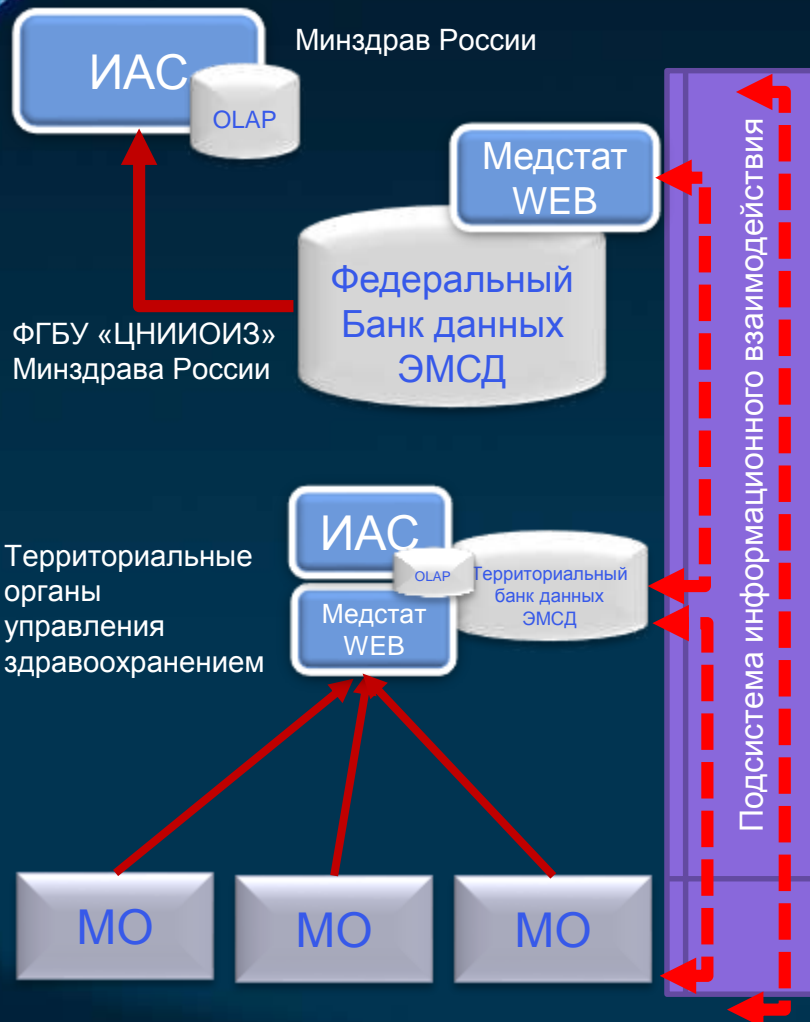 Минздрав России
ИАС
OLAP
Медстат
WEB
Федеральный
Банк данных
ЭМСД
ФГБУ «ЦНИИОИЗ»
Минздрава России
ИАС
OLAP
Территориальный
банк данных
ЭМСД
Медстат
WEB
Территориальные
органы
управления
здравоохранением
МО
МО
МО
Подсистема информационного взаимодействия